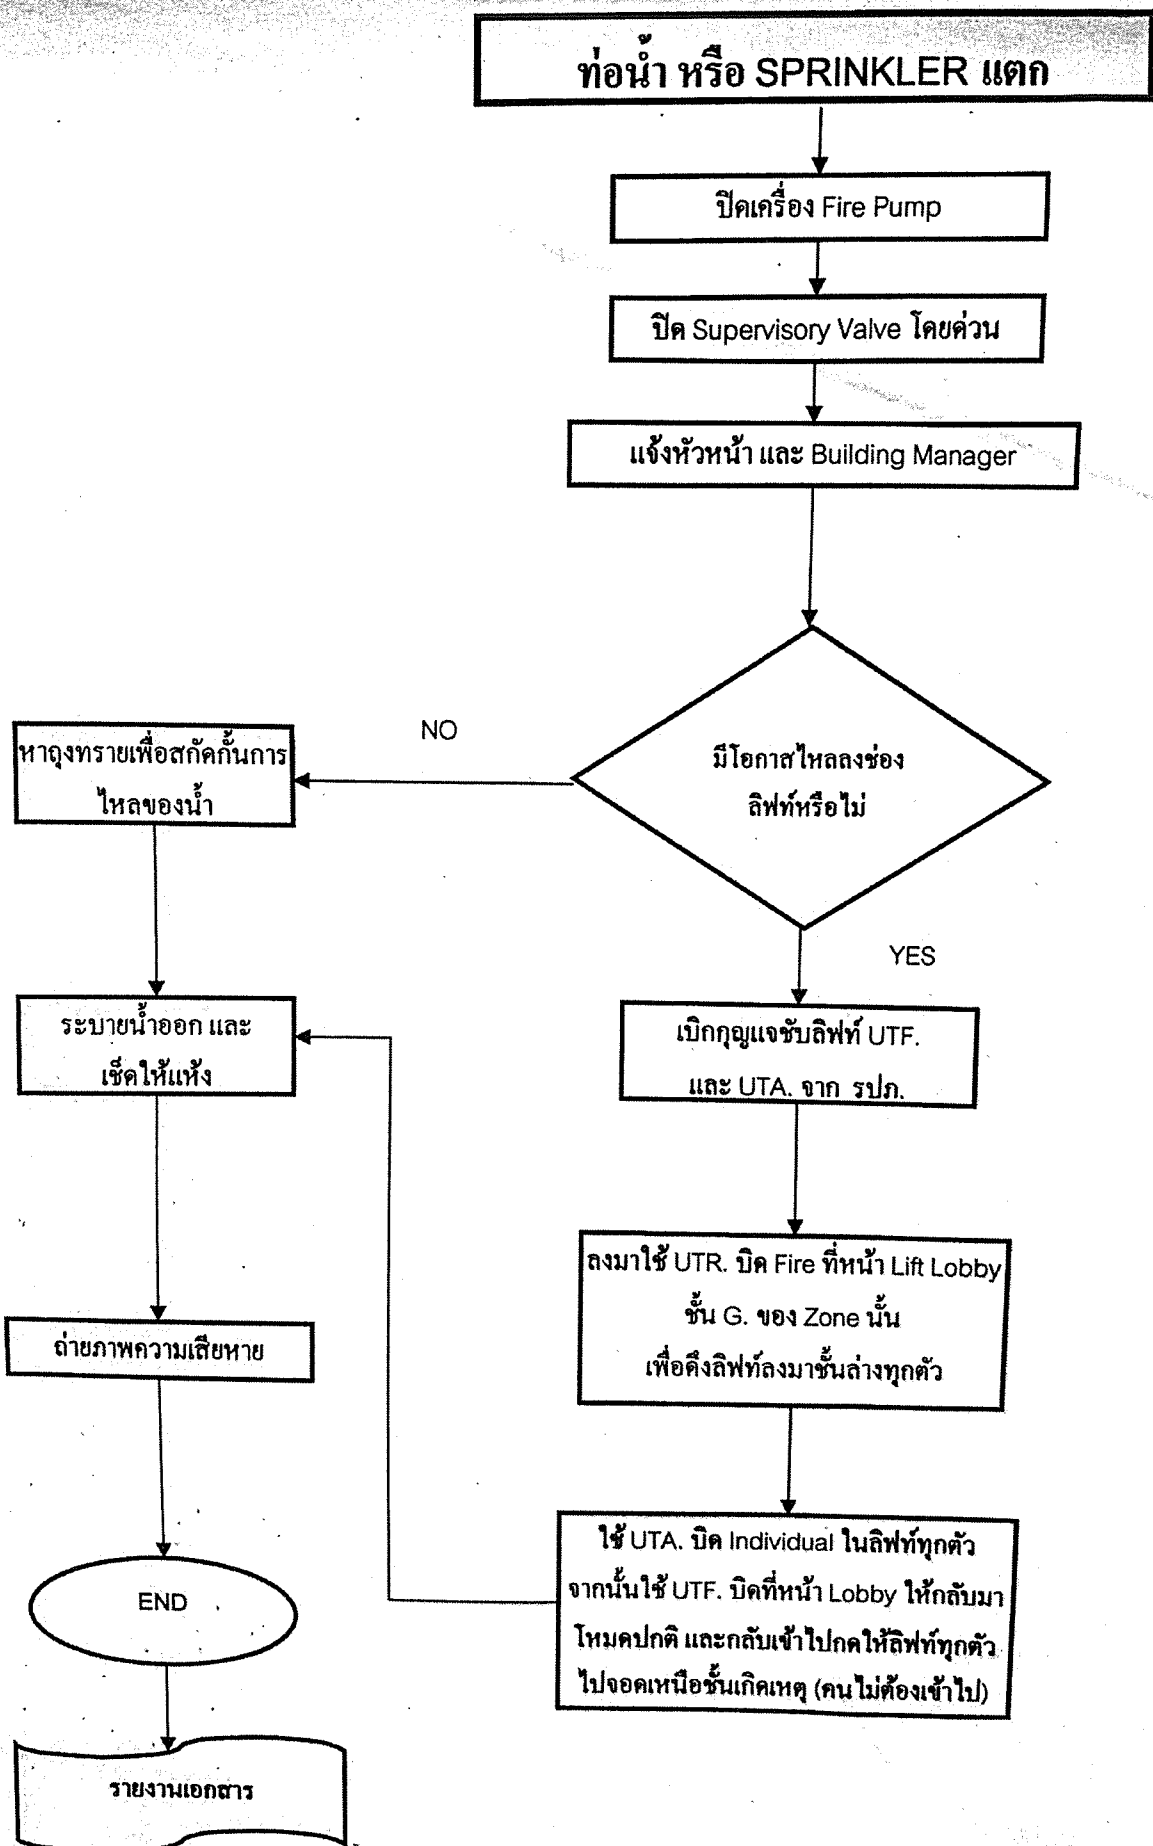 ท่อน้ำ หรือ SPRINKLER แตก
ปิดเครื่อง Fire Pump
ปิด Supervisory Valve โดยด่วน
แจ้งหัวหน้า และ Building Manager
มีโอกาสไหลลงช่อง
ลิฟท์หรือไม่
NO
หาถุงทรายเพื่อสกัดกั้นการ
ไหลของน้ำ
YES
ระบายน้ำออก และ
เช็ดให้แห้ง
เบิกกุญแจขับลิฟท์ UTF.
และ UTA. จาก รปภ.
ลงมาใช้ UTR. บิด Fire ที่หน้า Lift Lobby
ชั้น G. ของ Zone นั้น
เพื่อดึงลิฟท์ลงมาชั้นล่างทุกตัว
ถ่ายภาพความเสียหาย
ใช้ UTA. บิด Individual ในลิฟท์ทุกตัว
จากนั้นใช้ UTF. บิดที่หน้า Lobby ให้กลับมา
โหมดปกติ และกลับเข้าไปกดให้ลิฟท์ทุกตัว
ไปจอดเหนือชั้นเกิดเหตุ (คนไม่ต้องเข้าไป)
END
รายงานเอกสาร